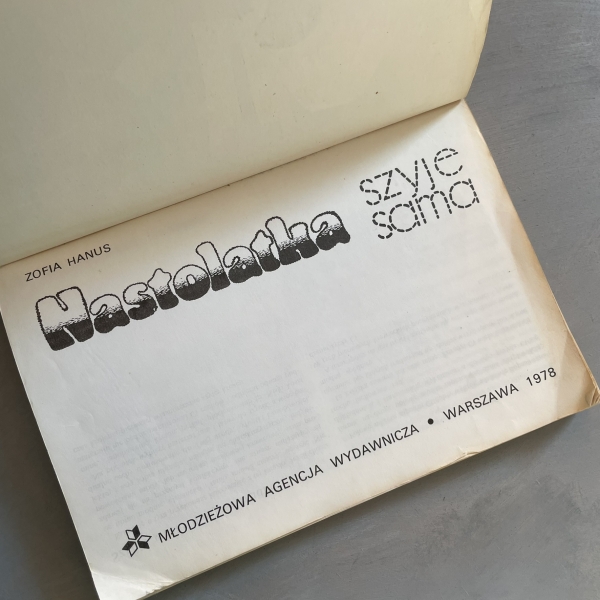 ZOFIA HANUS
Nastolatka
szyje
sama
MŁODZIEŻOWA AGENCJA WYDAWNICZA • WARSZAWA 1978